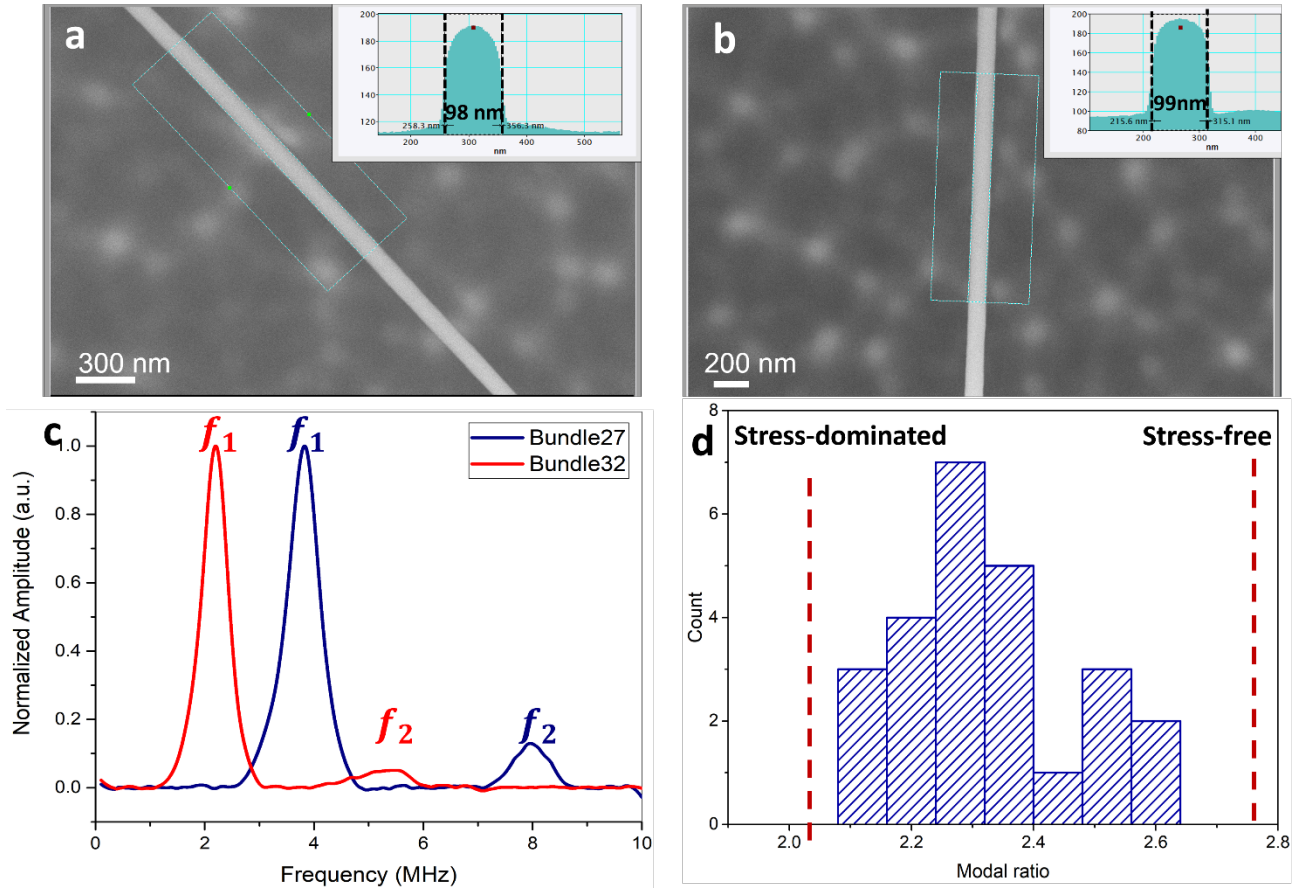 a
200
180
160
140
120
98 nm
258.3 nm
356.3 nm
200
300
400
500
nm
300 nm
b
200
180
160
140
120
100
80
99nm
215.6 nm
315.1 nm
200
300
400
nm
200 nm
c
f1
f1
f2
f2
Bundle27
Bundle32
Normalized Amplitude (a.u.)
1.0
0.8
0.6
0.4
0.2
0.0
0
2
4
6
8
10
Frequency (MHz)
d
Stress-dominated
Stress-free
Count
8
6
4
2
0
2.0
2.2
2.4
2.6
2.8
Modal ratio